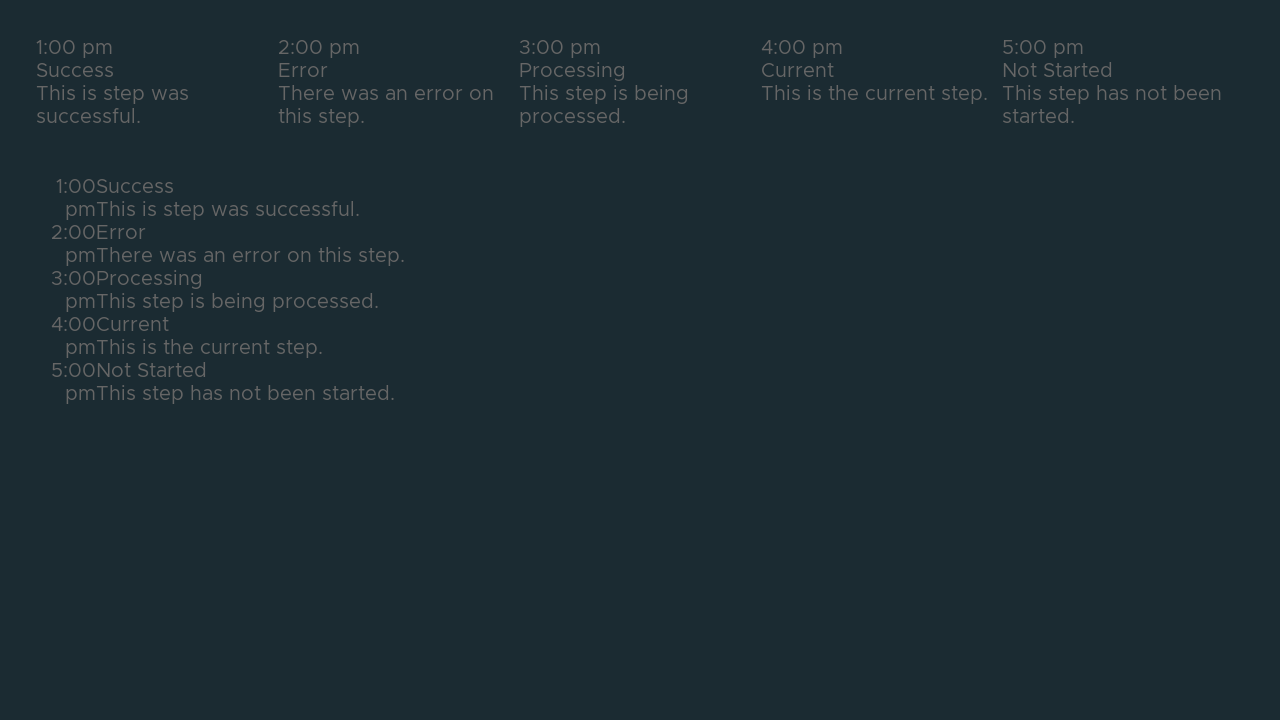 1:00 pm
Success
This is step was
successful.
2:00 pm
Error
There was an error on
this step.
3:00 pm
Processing
This step is being
processed.
4:00 pm
Current
This is the current step.
5:00 pm
Not Started
This step has not been
started.
1:00Success
pmThis is step was successful.
2:00Error
pmThere was an error on this step.
3:00Processing
pmThis step is being processed.
4:00Current
pmThis is the current step.
5:00Not Started
pmThis step has not been started.